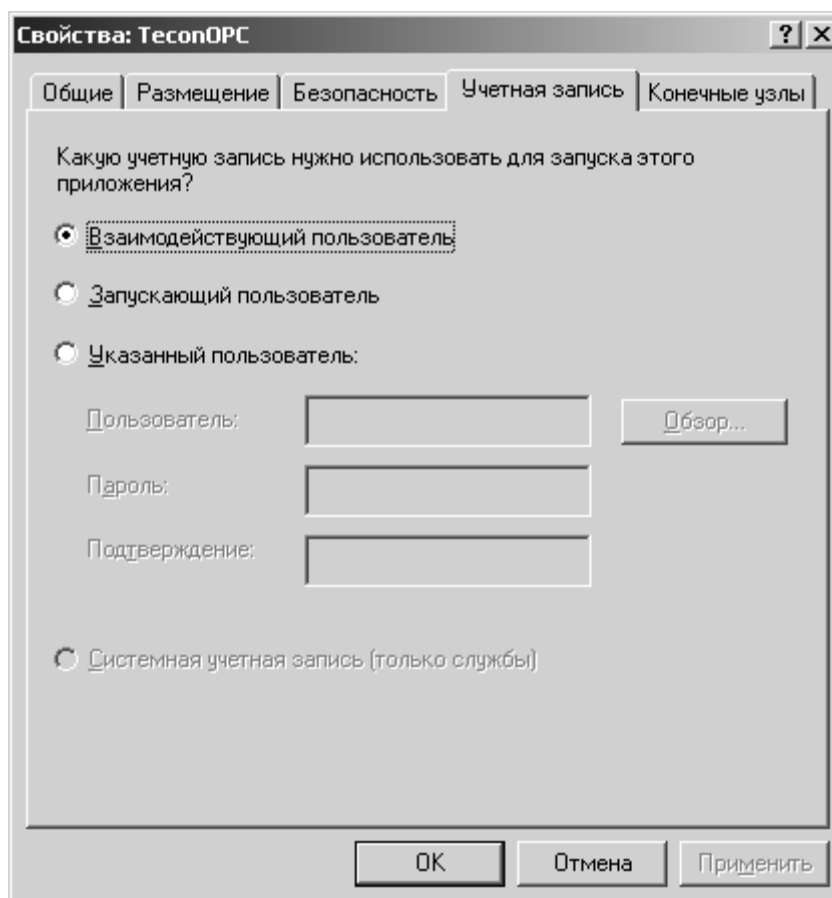 Свойства: TeconOPC
Общие Размещение Безопасность Учетная запись Конечные узлы
Какую учетную запись нужно использовать для запуска этого
приложения?
Взаимодействующий пользователь
Запускающий пользователь
Указанный пользователь:
Пользователь:
Обзор...
Пароль:
Подтверждение:
Системная учетная запись (только службы)
OK Отмена Применить